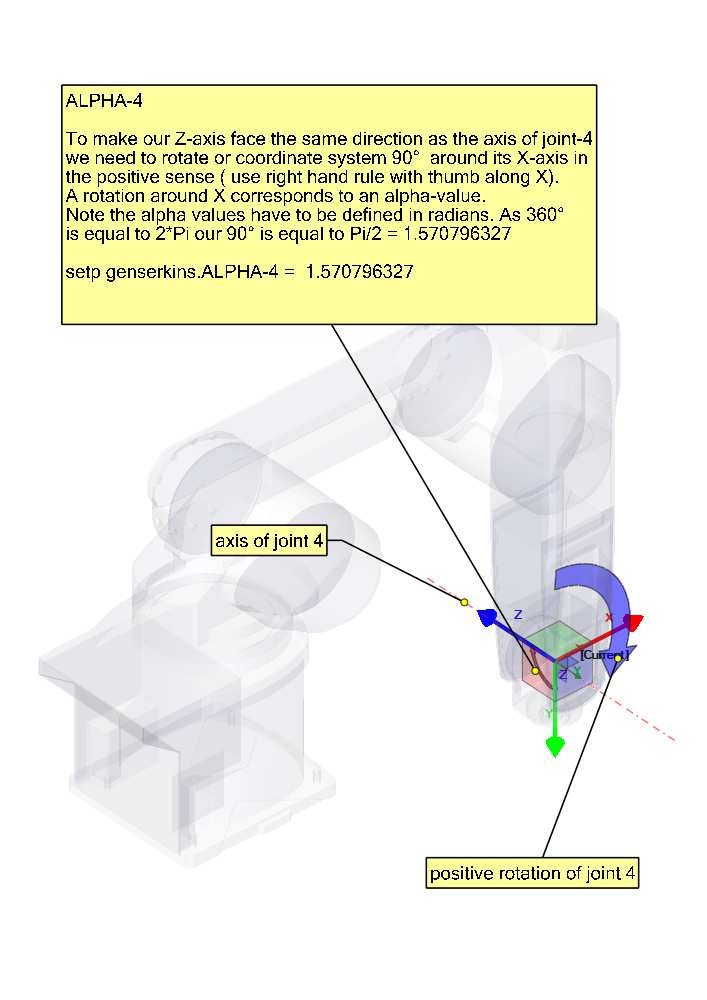 ALPHA-4
To make our Z-axis face the same direction as the axis of joint-4
we need to rotate or coordinate system 90°  around its X-axis in
the positive sense ( use right hand rule with thumb along X).
A rotation around X corresponds to an alpha-value.
Note the alpha values have to be defined in radians. As 360°
is equal to 2*Pi our 90° is equal to Pi/2 = 1.570796327
setp genserkins.ALPHA-4 =  1.570796327
axis of joint 4
Z
X
[Current]
Z
Y
Y
positive rotation of joint 4